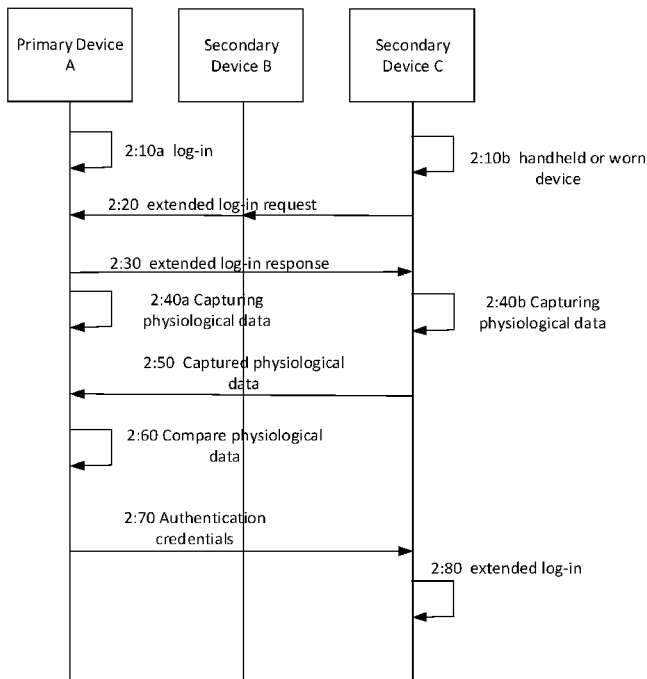 Primary Device
A
Secondary
Device B
Secondary
Device C
2:10a log-in
2:10b handheld or worn
device
2:20 extended log-in request
2:30 extended log-in response
2:40a Capturing
physiological data
2:40b Capturing
physiological data
2:50 Captured physiological
data
2:60 Compare physiological
data
2:70 Authentication
credentials
2:80 extended log-in